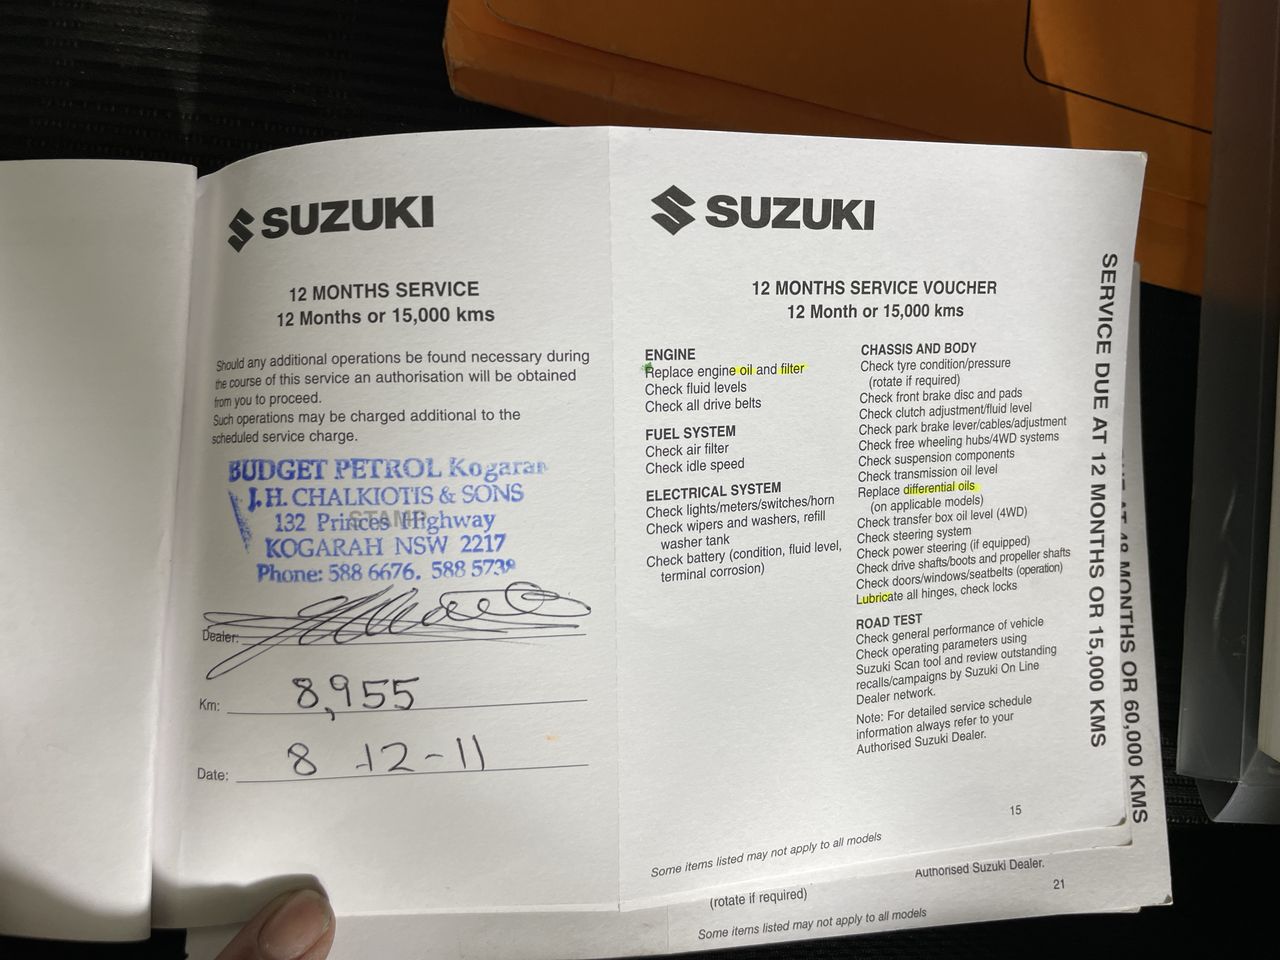 SUZUKI
12 MONTHS SERVICE
12 Months or 15,000 kms
Should any additional operations be found necessary during
the course of this service an authorisation will be obtained
from you to proceed.
Such operations may be charged additional to the
scheduled service charge.
BUDGET PETROL Kogarah
J.H. CHALKIOTIS & SONS
STAMP
132 Princes Highway
KOGARAH NSW 2217
Phone: 588 6676. 588 5738
Dealer:
Km: 8,955
Date: 8-12-11
SUZUKI
12 MONTHS SERVICE VOUCHER
12 Month or 15,000 kms
ENGINE
Replace engine oil and filter
Check fluid levels
Check all drive belts
FUEL SYSTEM
Check air filter
Check idle speed
ELECTRICAL SYSTEM
Check lights/meters/switches/horn
Check wipers and washers, refill
washer tank
Check battery (condition, fluid level,
terminal corrosion)
CHASSIS AND BODY
Check tyre condition/pressure
(rotate if required)
Check front brake disc and pads
Check clutch adjustment/fluid level
Check park brake lever/cables/adjustment
Check free wheeling hubs/4WD systems
Check suspension components
Check transmission oil level
Replace differential oils
(on applicable models)
Check transfer box oil level (4WD)
Check steering system
Check power steering (if equipped)
Check drive shafts/boots and propeller shafts
Check doors/windows/seatbelts (operation)
Lubricate all hinges, check locks
ROAD TEST
Check general performance of vehicle
Check operating parameters using
Suzuki Scan tool and review outstanding
recalls/campaigns by Suzuki On Line
Dealer network.
Note: For detailed service schedule
information always refer to your
Authorised Suzuki Dealer.
15
Some items listed may not apply to all models
SERVICE DUE AT 12 MONTHS OR 15,000 KMS
AT 48 MONTHS OR 60,000 KMS
Authorised Suzuki Dealer.
21
(rotate if required)
Some items listed may not apply to all models